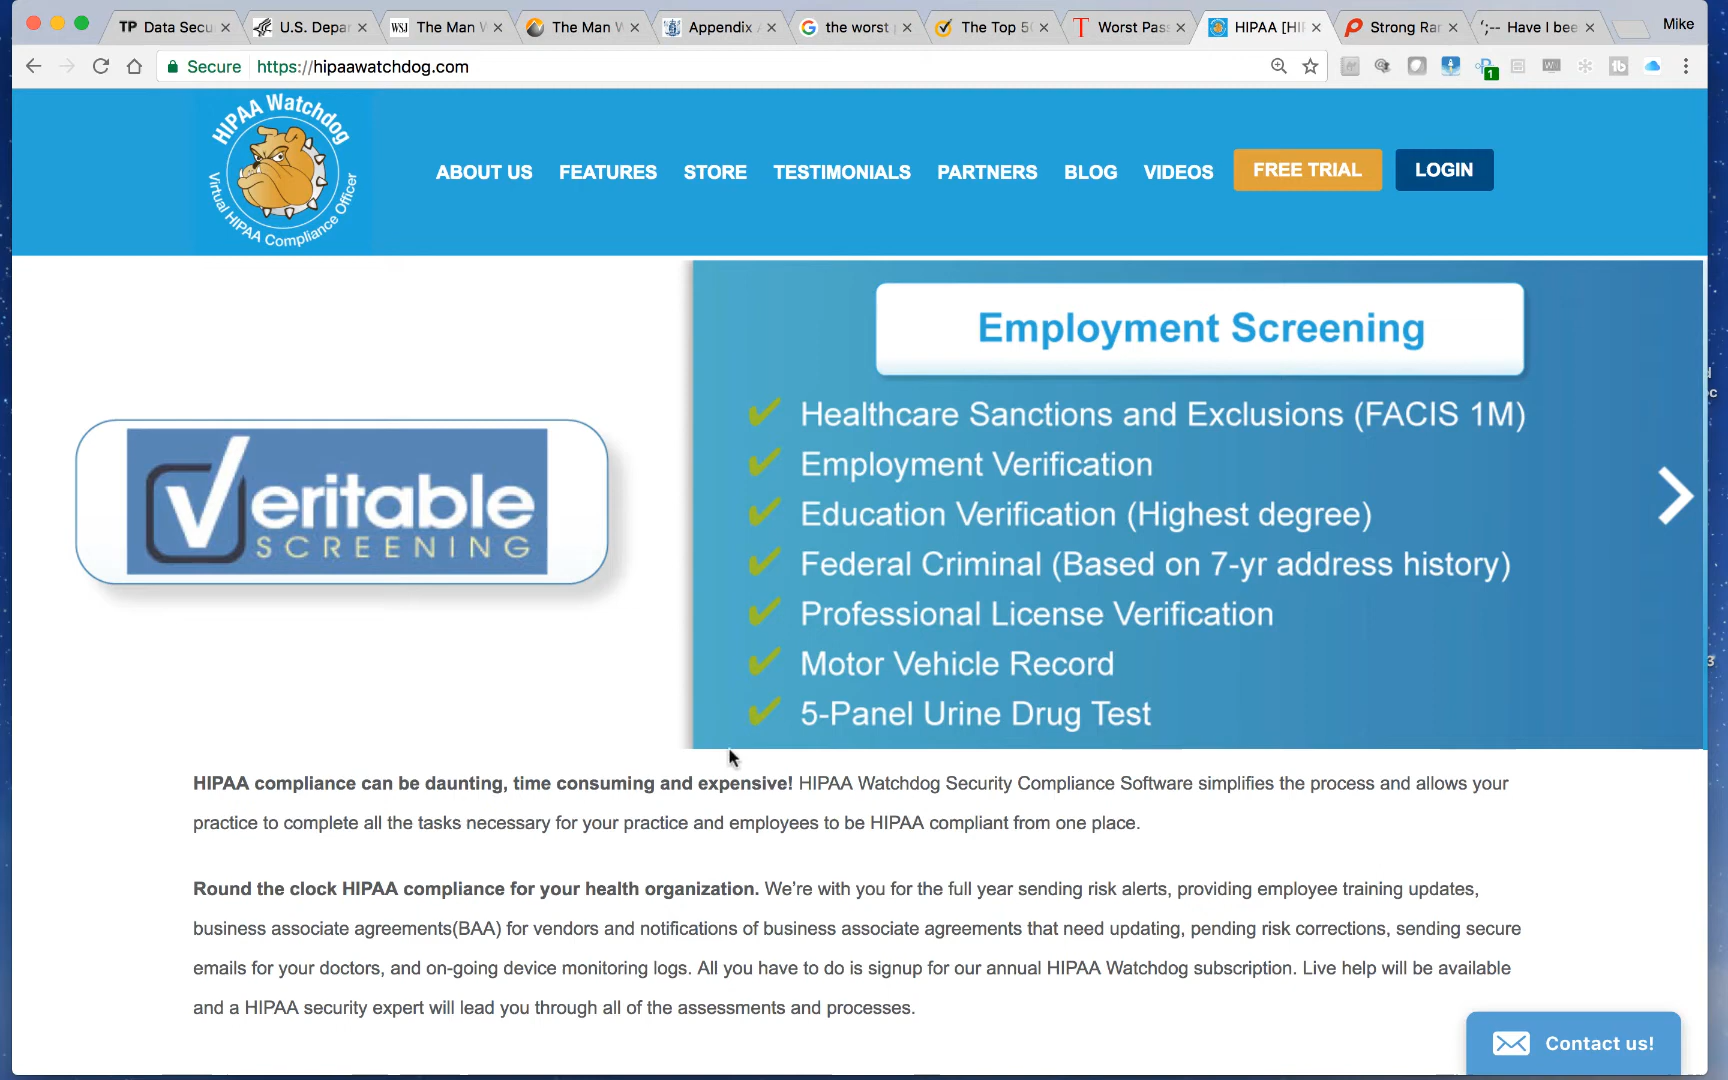 TP Data Secu
U.S. Depar
WSJ The Man W
The Man W
Appendix
the worst
The Top 50
Worst Pas
HIPAA [HI
Strong Ran
';-- Have I bee
Mike
Secure https://hipaawatchdog.com
1
HIPAA Watchdog
Virtual HIPAA Compliance Officer
ABOUT US FEATURES STORE TESTIMONIALS PARTNERS BLOG VIDEOS FREE TRIAL LOGIN
Veritable
SCREENING
Employment Screening
Healthcare Sanctions and Exclusions (FACIS 1M)
Employment Verification
Education Verification (Highest degree)
Federal Criminal (Based on 7-yr address history)
Professional License Verification
Motor Vehicle Record
5-Panel Urine Drug Test
HIPAA compliance can be daunting, time consuming and expensive! HIPAA Watchdog Security Compliance Software simplifies the process and allows your
practice to complete all the tasks necessary for your practice and employees to be HIPAA compliant from one place.
Round the clock HIPAA compliance for your health organization. We're with you for the full year sending risk alerts, providing employee training updates,
business associate agreements(BAA) for vendors and notifications of business associate agreements that need updating, pending risk corrections, sending secure
emails for your doctors, and on-going device monitoring logs. All you have to do is signup for our annual HIPAA Watchdog subscription. Live help will be available
and a HIPAA security expert will lead you through all of the assessments and processes.
Contact us!